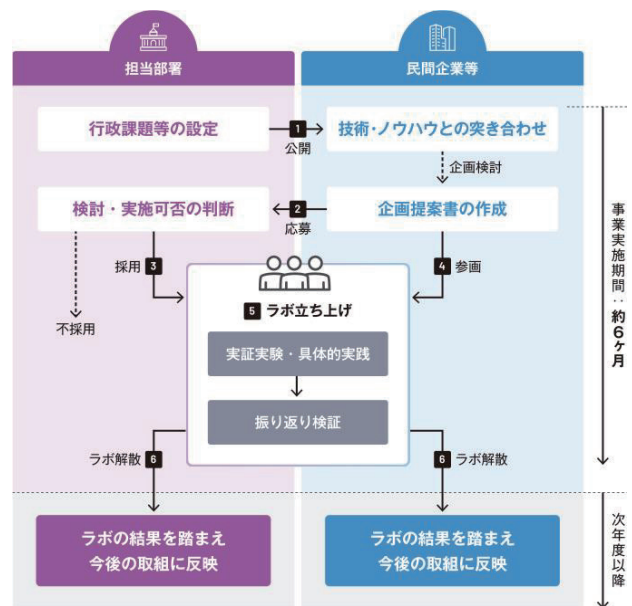 担当部署
民間企業等
行政課題等の設定
1
公開
技術・ノウハウとの突き合わせ
企画検討
検討・実施可否の判断
2
応募
企画提案書の作成
採用 3
4 参画
不採用
5 ラボ立ち上げ
実証実験・具体的実践
振り返り検証
ラボ解散 6
6 ラボ解散
事業実施期間：約6ヶ月
ラボの結果を踏まえ
今後の取組に反映
ラボの結果を踏まえ
今後の取組に反映
次年度以降